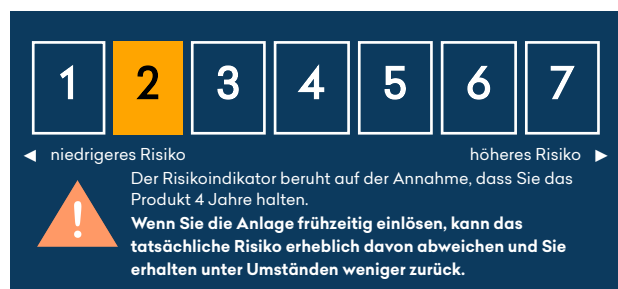 1 2 3 4 5 6 7
niedrigeres Risiko höheres Risiko
Der Risikoindikator beruht auf der Annahme, dass Sie das
Produkt 4 Jahre halten.
Wenn Sie die Anlage frühzeitig einlösen, kann das
tatsächliche Risiko erheblich davon abweichen und Sie
erhalten unter Umständen weniger zurück.